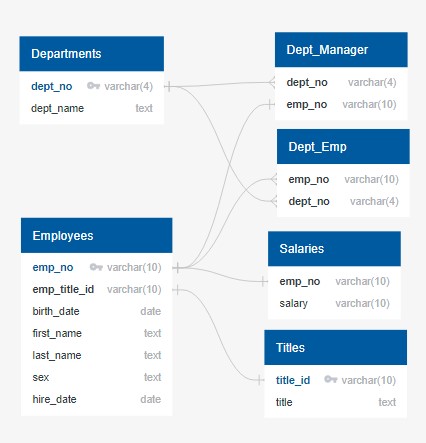 Departments
dept_no varchar(4)
dept_name text
Employees
emp_no varchar(10)
emp_title_id varchar(10)
birth_date date
first_name text
last_name text
sex text
hire_date date
Dept_Manager
dept_no varchar(4)
emp_no varchar(10)
Dept_Emp
emp_no varchar(10)
dept_no varchar(4)
Salaries
emp_no varchar(10)
salary varchar(10)
Titles
title_id varchar(10)
title text